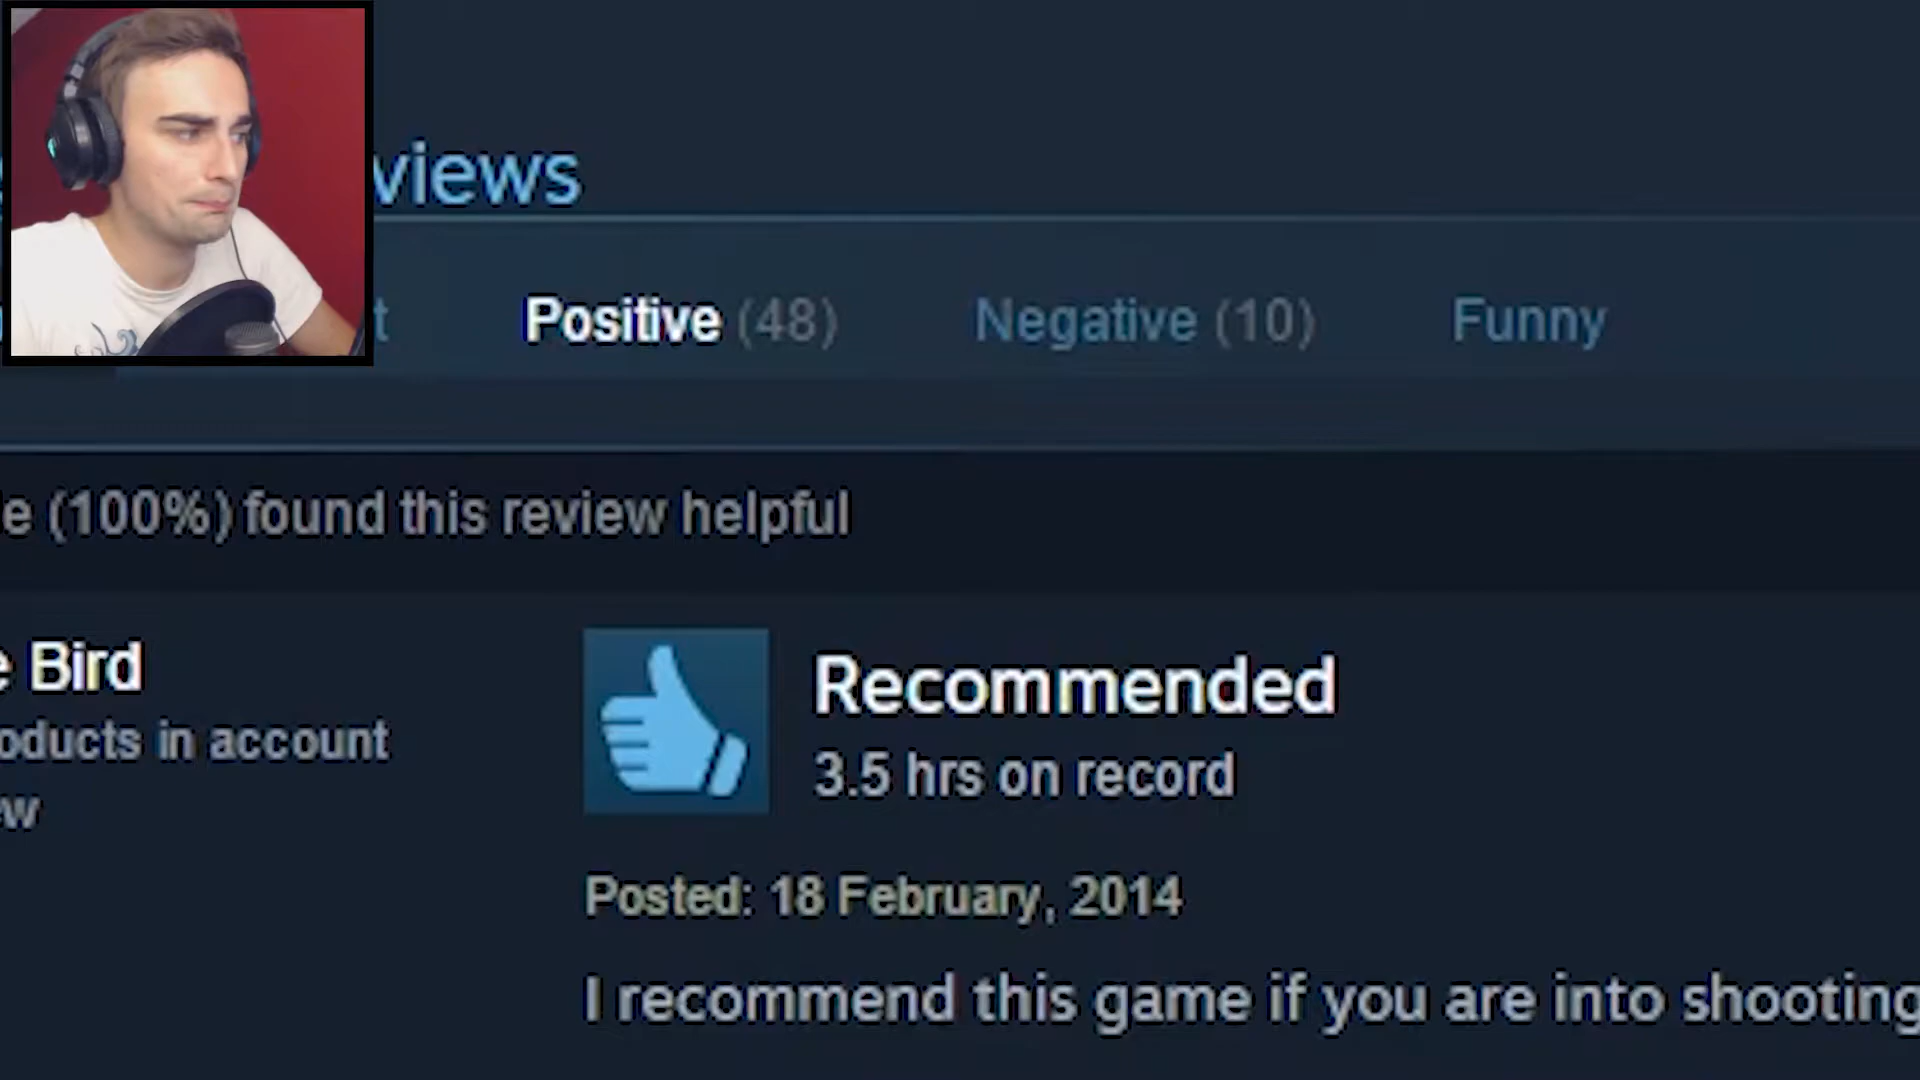 views
Positive (48) Negative (10) Funny
(100%) found this review helpful
Bird
Recommended
in account
3.5 hrs on record
Posted: 18 February, 2014
I recommend this game if you are into shooting